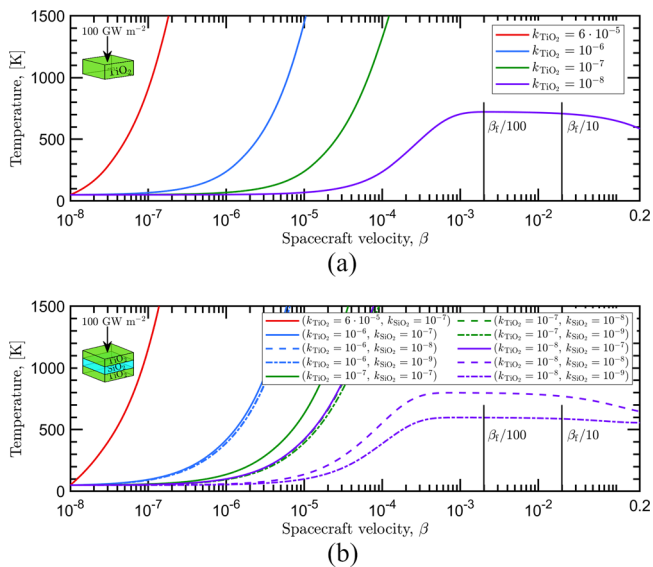 1500
1000
500
0
Temperature, [K]
100 GW m⁻²
TiO₂
k_TiO₂ = 6 · 10⁻⁵
k_TiO₂ = 10⁻⁶
k_TiO₂ = 10⁻⁷
k_TiO₂ = 10⁻⁸
β_f/100
β_f/10
10⁻⁸ 10⁻⁷ 10⁻⁶ 10⁻⁵ 10⁻⁴ 10⁻³ 10⁻² 0.2
Spacecraft velocity, β
(a)
1500
1000
500
0
Temperature, [K]
100 GW m⁻²
TiO₂
SiO₂
TiO₂
(k_TiO₂ = 6 · 10⁻⁵, k_SiO₂ = 10⁻⁷)
(k_TiO₂ = 10⁻⁶, k_SiO₂ = 10⁻⁷)
(k_TiO₂ = 10⁻⁶, k_SiO₂ = 10⁻⁸)
(k_TiO₂ = 10⁻⁶, k_SiO₂ = 10⁻⁹)
(k_TiO₂ = 10⁻⁷, k_SiO₂ = 10⁻⁷)
(k_TiO₂ = 10⁻⁷, k_SiO₂ = 10⁻⁸)
(k_TiO₂ = 10⁻⁷, k_SiO₂ = 10⁻⁹)
(k_TiO₂ = 10⁻⁸, k_SiO₂ = 10⁻⁷)
(k_TiO₂ = 10⁻⁸, k_SiO₂ = 10⁻⁸)
(k_TiO₂ = 10⁻⁸, k_SiO₂ = 10⁻⁹)
β_f/100
β_f/10
10⁻⁸ 10⁻⁷ 10⁻⁶ 10⁻⁵ 10⁻⁴ 10⁻³ 10⁻² 0.2
Spacecraft velocity, β
(b)